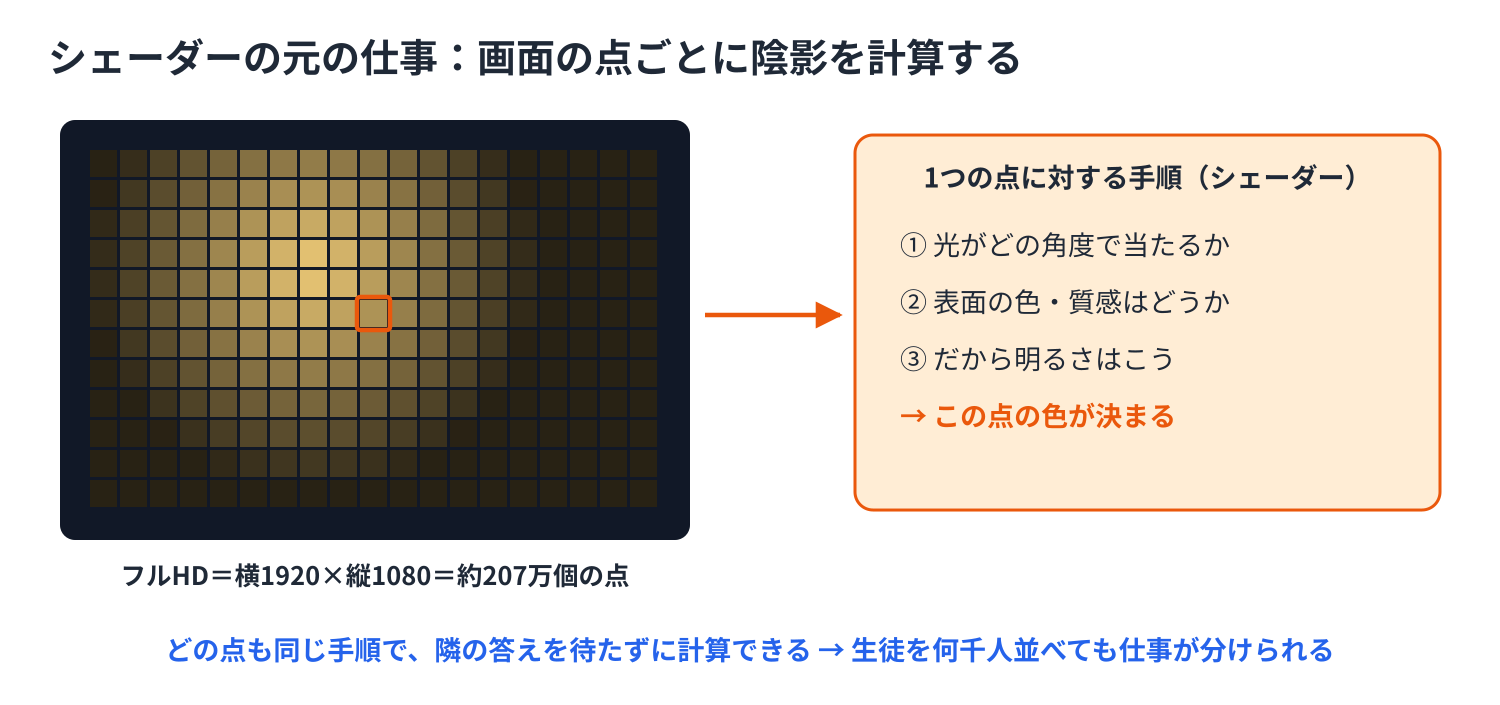 シェーダーの元の仕事：画面の点ごとに陰影を計算する
1つの点に対する手順（シェーダー）
① 光がどの角度で当たるか
② 表面の色・質感はどうか
③ だから明るさはこう
→ この点の色が決まる
フルHD＝横1920×縦1080＝約207万個の点
どの点も同じ手順で、隣の答えを待たずに計算できる → 生徒を何千人並べても仕事が分けられる